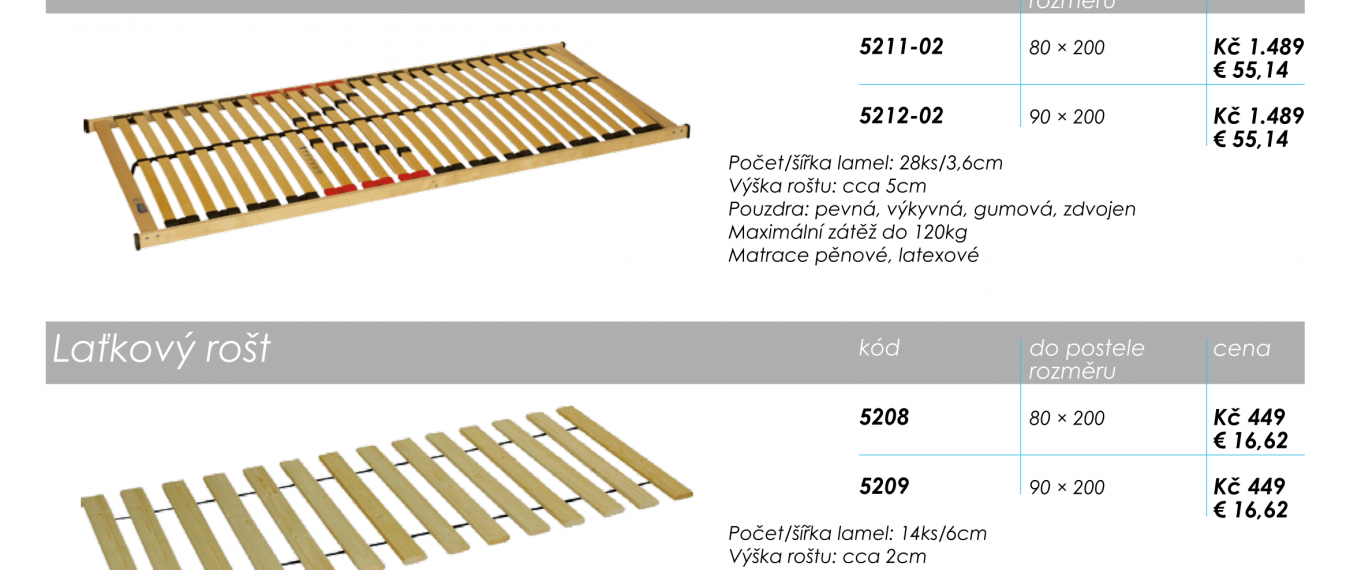 rozměru
5211-02 80 × 200 Kč 1.489
€ 55,14
5212-02 90 × 200 Kč 1.489
€ 55,14
Počet/šířka lamel: 28ks/3,6cm
Výška roštu: cca 5cm
Pouzdra: pevná, výkyvná, gumová, zdvojen
Maximální zátěž do 120kg
Matrace pěnové, latexové
Laťkový rošt kód do postele cena
rozměru
5208 80 × 200 Kč 449
€ 16,62
5209 90 × 200 Kč 449
€ 16,62
Počet/šířka lamel: 14ks/6cm
Výška roštu: cca 2cm